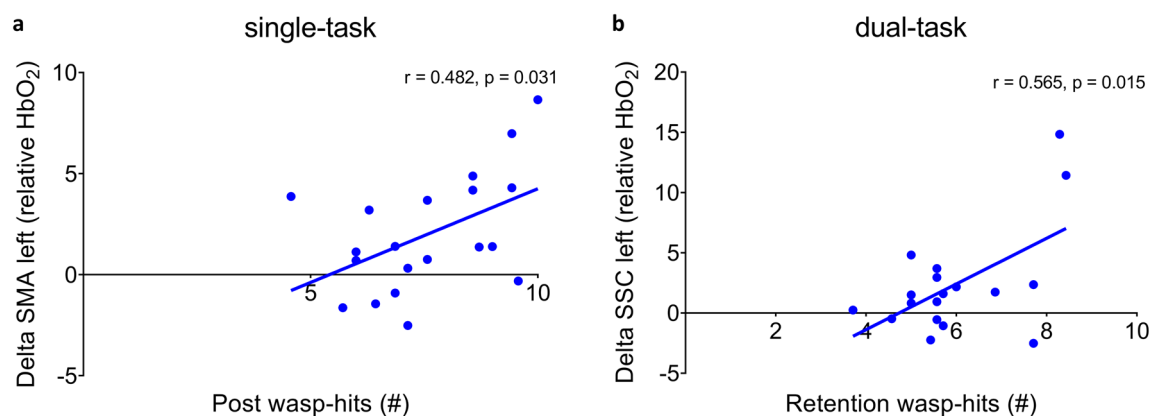 a
single-task
r = 0.482, p = 0.031
Delta SMA left (relative HbO₂)
10
5
0
-5
5
10
Post wasp-hits (#)
b
dual-task
r = 0.565, p = 0.015
Delta SSC left (relative HbO₂)
20
15
10
5
0
-5
2
4
6
8
10
Retention wasp-hits (#)